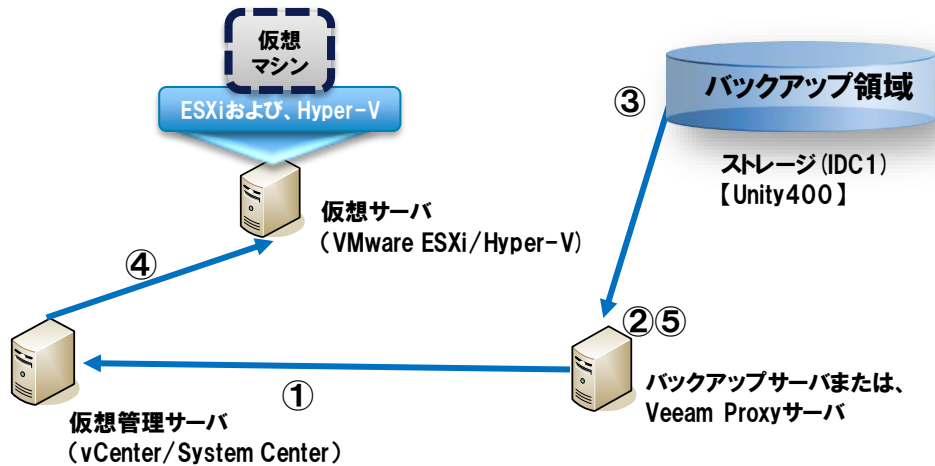 仮想
マシン
ESXiおよび、Hyper-V
バックアップ領域
③
ストレージ(IDC1)
【Unity400】
仮想サーバ
(VMware ESXi/Hyper-V)
④
②⑤
①
バックアップサーバまたは、
Veeam Proxyサーバ
仮想管理サーバ
(vCenter/System Center)